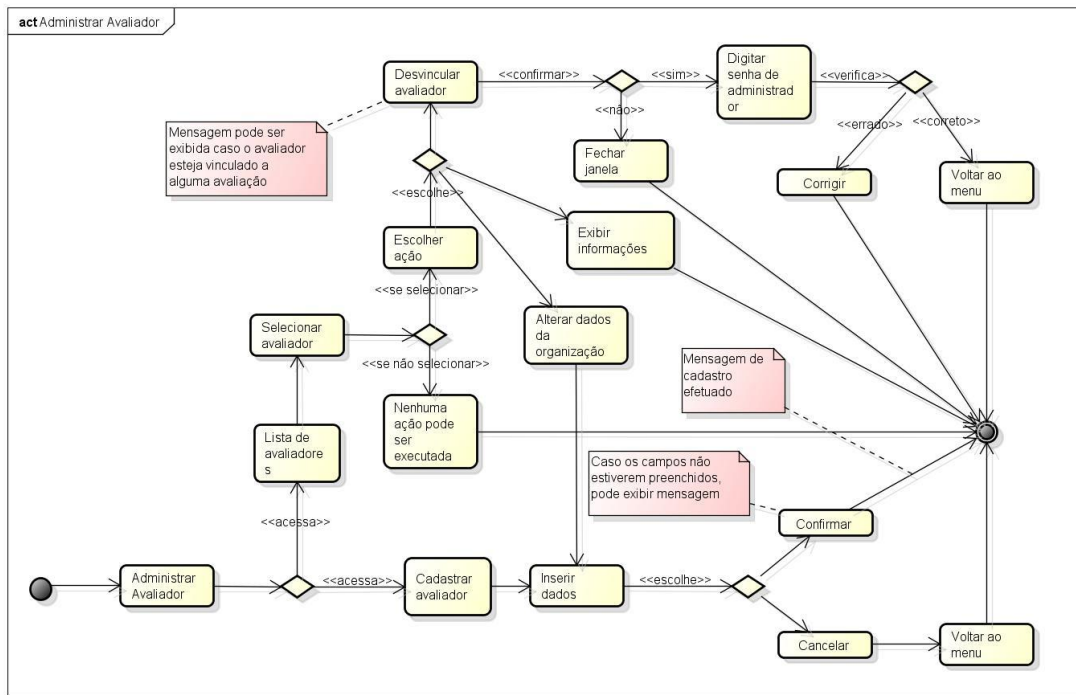 act Administrar Avaliador
Desvincular
avaliador
<<confirmar>>
<<sim>>
Digitar
senha de
administrad
or
<<verifica>>
<<não>>
<<errado>>
<<correto>>
Mensagem pode ser
exibida caso o avaliador
esteja vinculado a
alguma avaliação
Fechar
janela
Corrigir
Voltar ao
menu
<<escolhe>>
Escolher
ação
Exibir
informações
<<se selecionar>>
Selecionar
avaliador
Alterar dados
da
organização
<<se não selecionar>>
Mensagem de
cadastro
efetuado
Nenhuma
ação pode
ser
executada
Lista de
avaliadore
s
Caso os campos não
estiverem preenchidos,
pode exibir mensagem
<<acessa>>
Confirmar
Administrar
Avaliador
<<acessa>>
Cadastrar
avaliador
Inserir
dados
<<escolhe>>
Cancelar
Voltar ao
menu